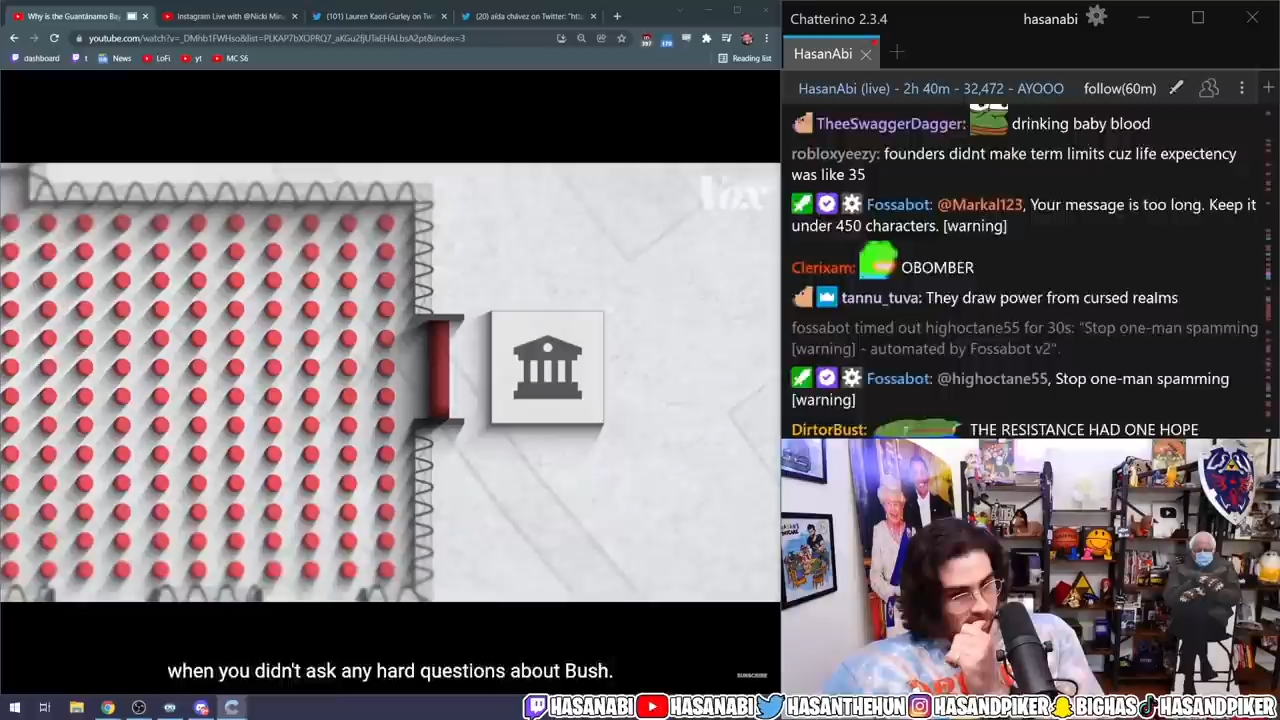 Why is the Guantánamo Bay
Instagram Live with @Nicki Min
(101) Lauren Kaori Gurley on Twi
(20) aída chávez on Twitter: "htt
youtube.com/watch?v=_DMhb1FWHso&list=PLKAP7bXOPRQ7_aKGu2fjUTaEHALbsA2pt&index=3
dashboard
t
News
LoFi
yt
MC S6
Reading list
Vox
when you didn't ask any hard questions about Bush.
SUBSCRIBE
Chatterino 2.3.4
hasanabi
HasanAbi
HasanAbi (live) - 2h 40m - 32,472 - AYOOO
follow(60m)
TheeSwaggerDagger: drinking baby blood
robloxyeezy: founders didnt make term limits cuz life expectency
was like 35
Fossabot: @Markal123, Your message is too long. Keep it
under 450 characters. [warning]
Clerixam: OBOMBER
tannu_tuva: They draw power from cursed realms
fossabot timed out highoctane55 for 30s: "Stop one-man spamming
[warning] - automated by Fossabot v2".
Fossabot: @highoctane55, Stop one-man spamming
[warning]
DirtorBust: THE RESISTANCE HAD ONE HOPE
HASANABI
HASANABI
HASANTHEHUN
HASANDPIKER
BIGHAS
HASANDPIKER